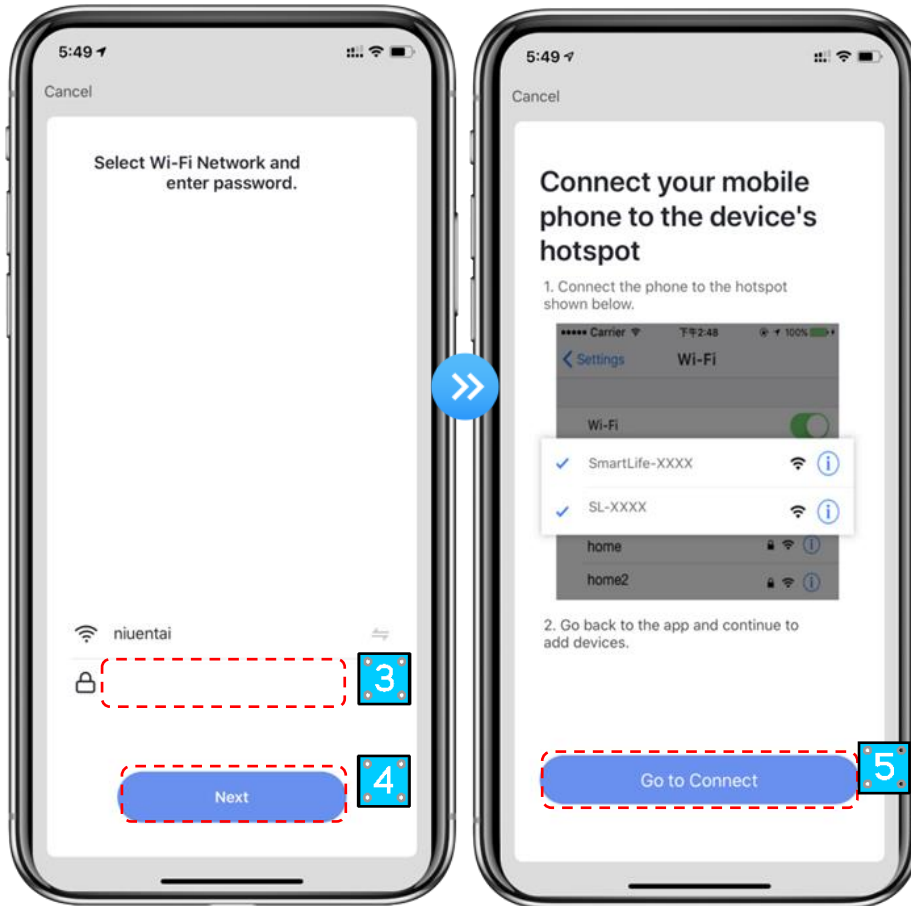 5:49
Cancel
Select Wi-Fi Network and
enter password.
niuentai
3
Next
4
5:49
Cancel
Connect your mobile
phone to the device's
hotspot
1. Connect the phone to the hotspot
shown below.
Carrier 下午2:48 100%
Settings Wi-Fi
Wi-Fi
SmartLife-XXXX
SL-XXXX
home
home2
2. Go back to the app and continue to
add devices.
Go to Connect
5